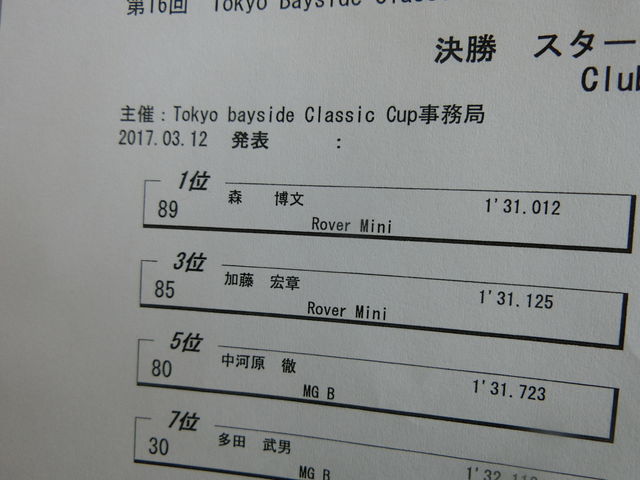 第16回 Tokyo Bayside Class
決勝 スター
Club
主催：Tokyo bayside Classic Cup事務局
2017.03.12 発表 :
1位
89 森 博文 1'31.012
Rover Mini
3位
85 加藤 宏章 1'31.125
Rover Mini
5位
80 中河原 徹 1'31.723
MG B
7位
30 多田 武男
MG B